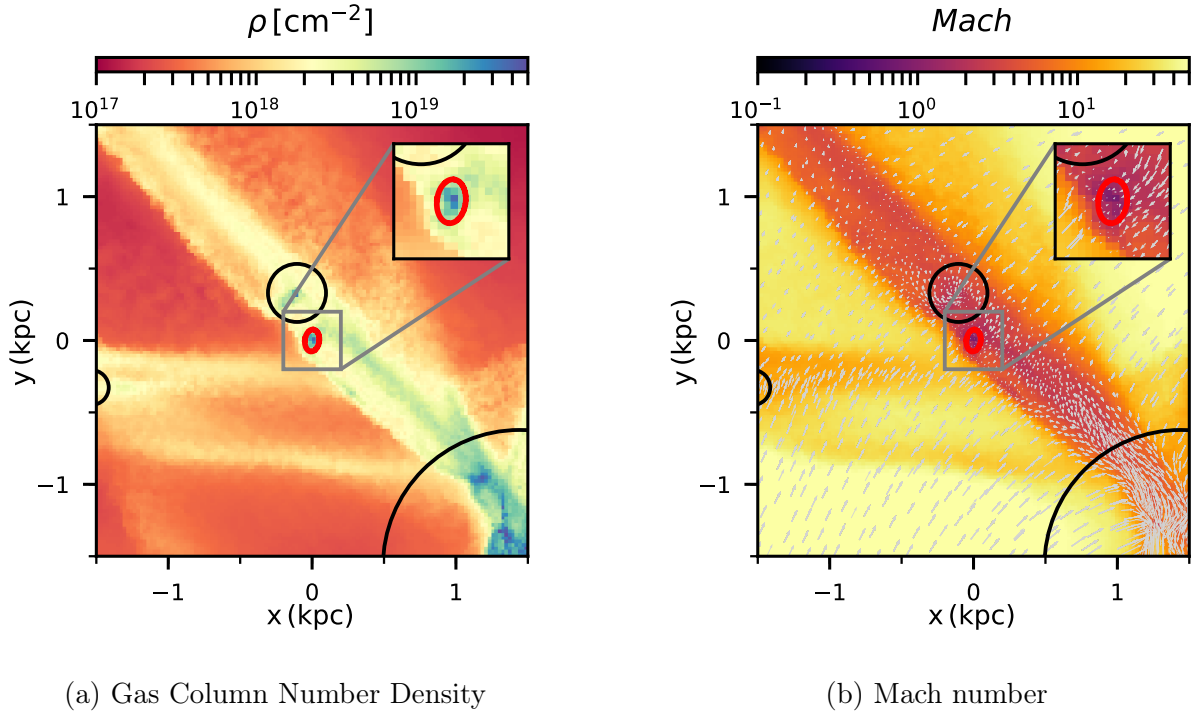 ρ [cm⁻²]
10¹⁷ 10¹⁸ 10¹⁹
y (kpc)
1
0
−1
−1 0 1
x (kpc)
(a) Gas Column Number Density
Mach
10⁻¹ 10⁰ 10¹
y (kpc)
1
0
−1
−1 0 1
x (kpc)
(b) Mach number